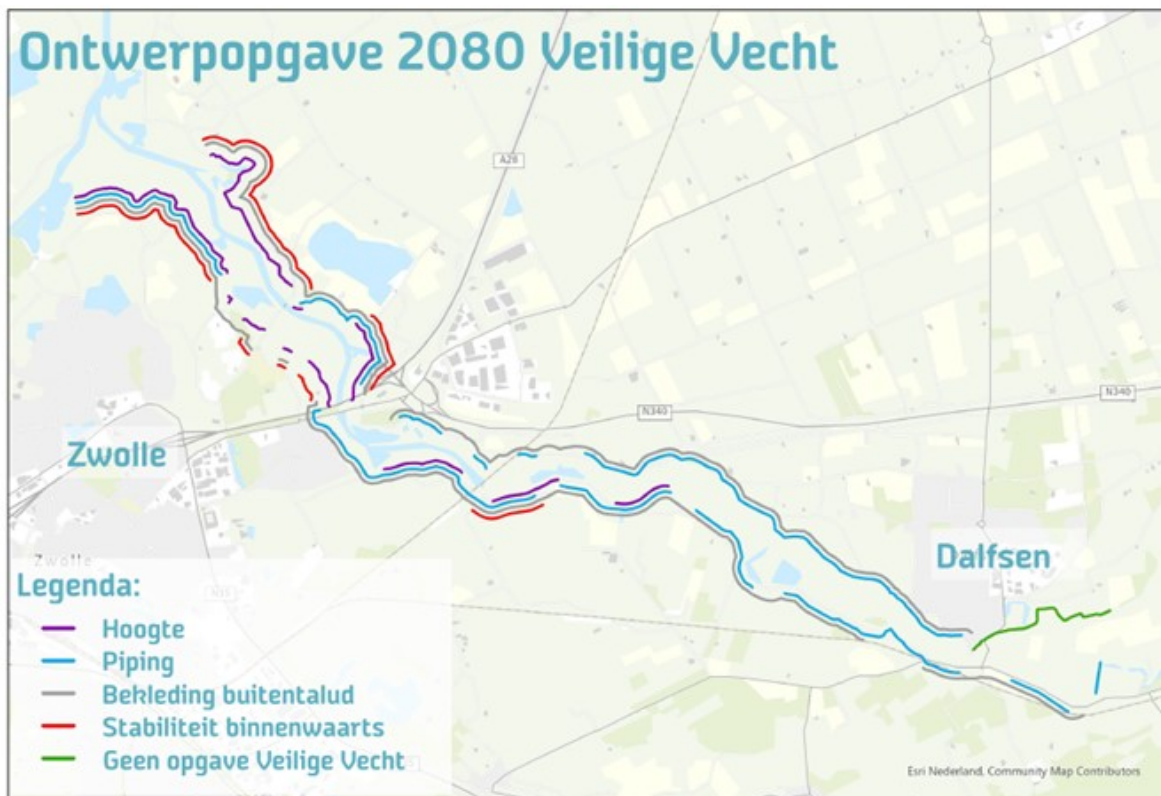 Ontwerpopgave 2080 Veilige Vecht
A28
N340
N340
Zwolle
Dalfsen
Zwolle
N35
Legenda:
Hoogte
Piping
Bekleding buitentalud
Stabiliteit binnenwaarts
Geen opgave Veilige Vecht
Esri Nederland, Community Map Contributors